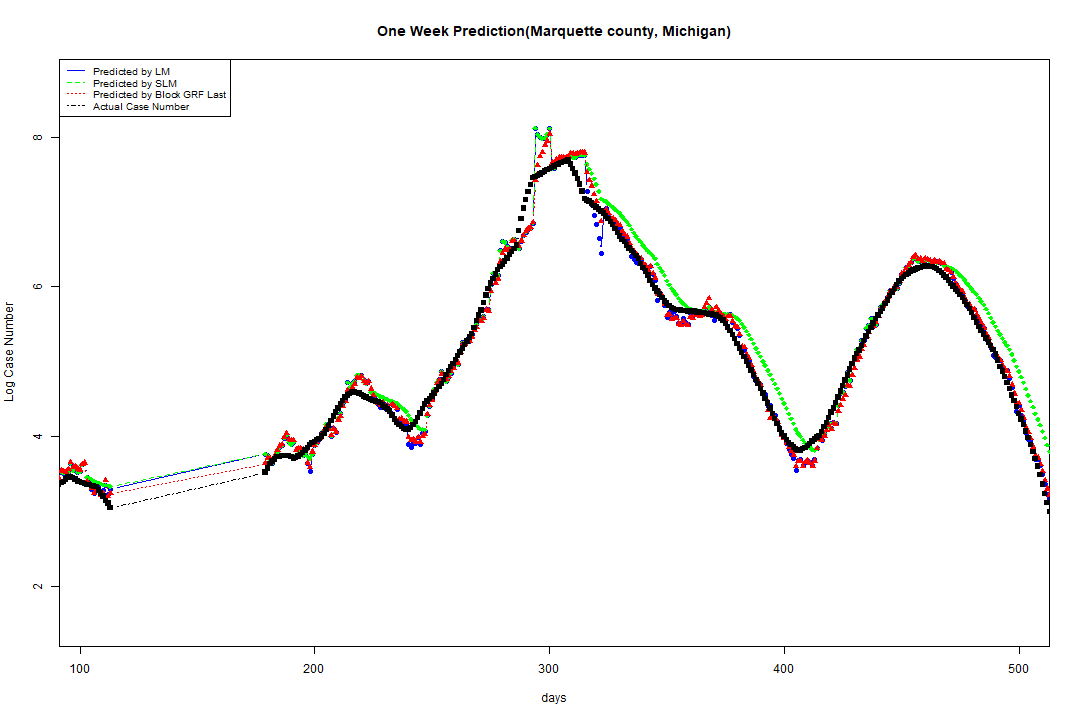 One Week Prediction(Marquette county, Michigan)
Predicted by LM
Predicted by SLM
Predicted by Block GRF Last
Actual Case Number
8
6
4
2
Log Case Number
100 200 300 400 500
days